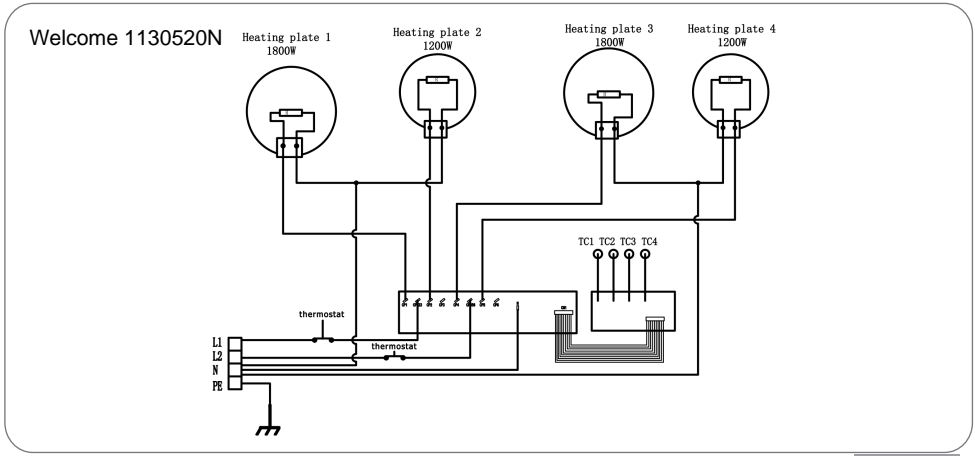 Welcome 1130520N
Heating plate 1
1800W
Heating plate 2
1200W
Heating plate 3
1800W
Heating plate 4
1200W
TC1 TC2 TC3 TC4
thermostat
thermostat
L1
L2
N
PE